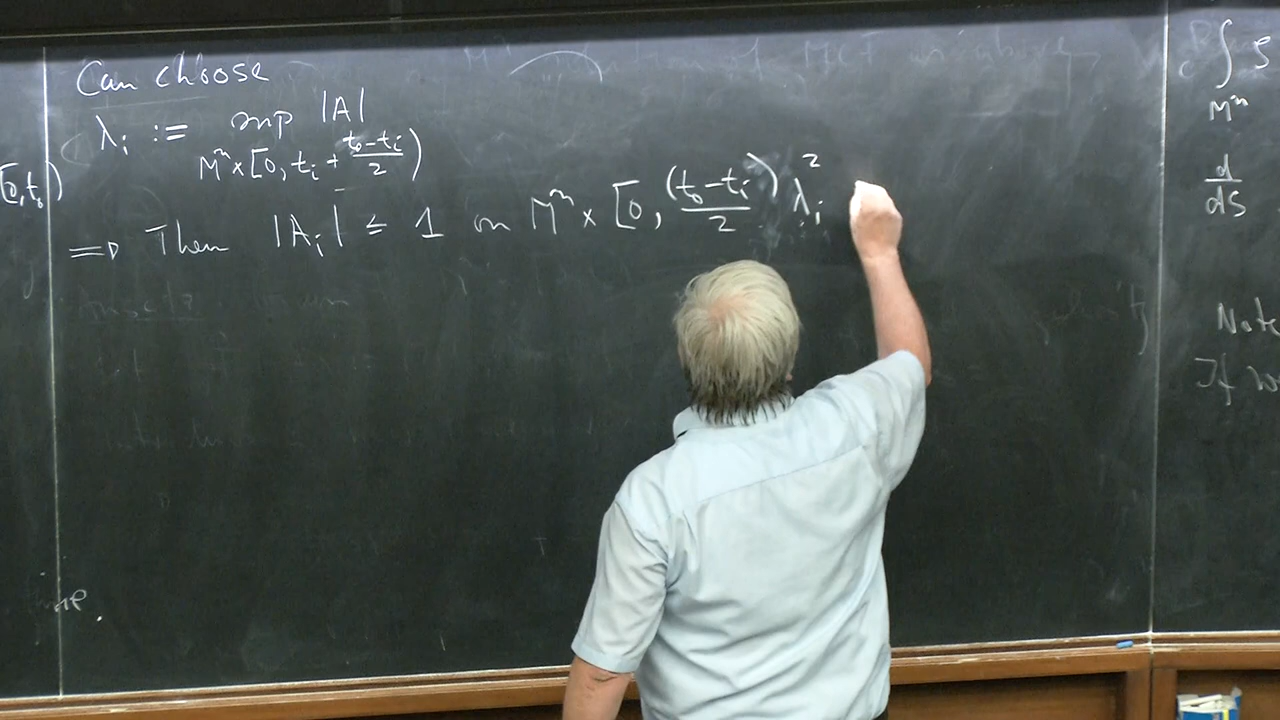 Can choose
λ_i := sup |A|
M^n × [0, t_i + (t_0 - t_i)/2)
⇒ Then |A_i| ≤ 1 on M^n × [0, (t_0 - t_i)/2 λ_i^2
[0, t_0)
∫ ρ
M^n
d/ds
Note
If